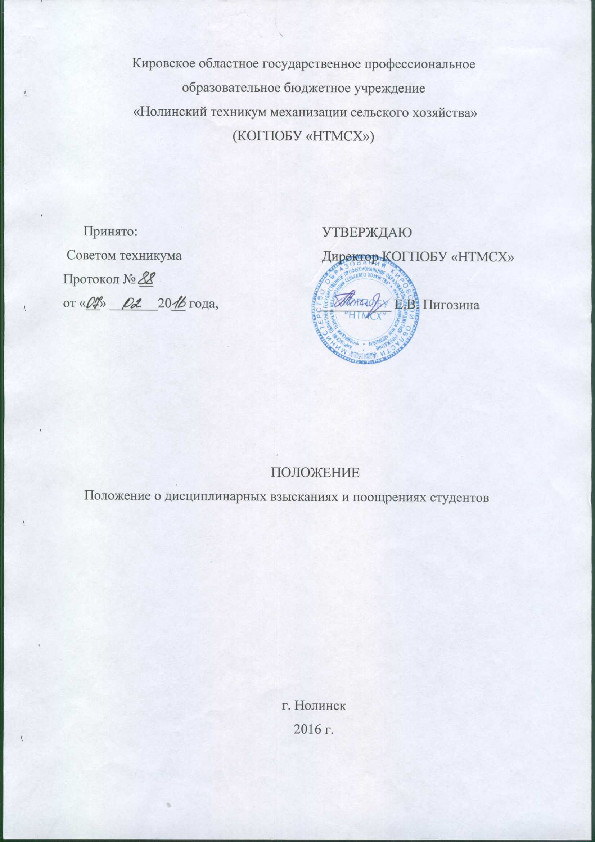 Кировское областное государственное профессиональное
образовательное бюджетное учреждение
«Нолинский техникум механизации сельского хозяйства»
(КОГПОБУ «НТМСХ»)
Принято:
Советом техникума
Протокол № 88
от « » 02 2016 года,
УТВЕРЖДАЮ
Директор КОГПОБУ «НТМСХ»
Е.В. Пигозина
"НТМСХ"
ПОЛОЖЕНИЕ
Положение о дисциплинарных взысканиях и поощрениях студентов
г. Нолинск
2016 г.